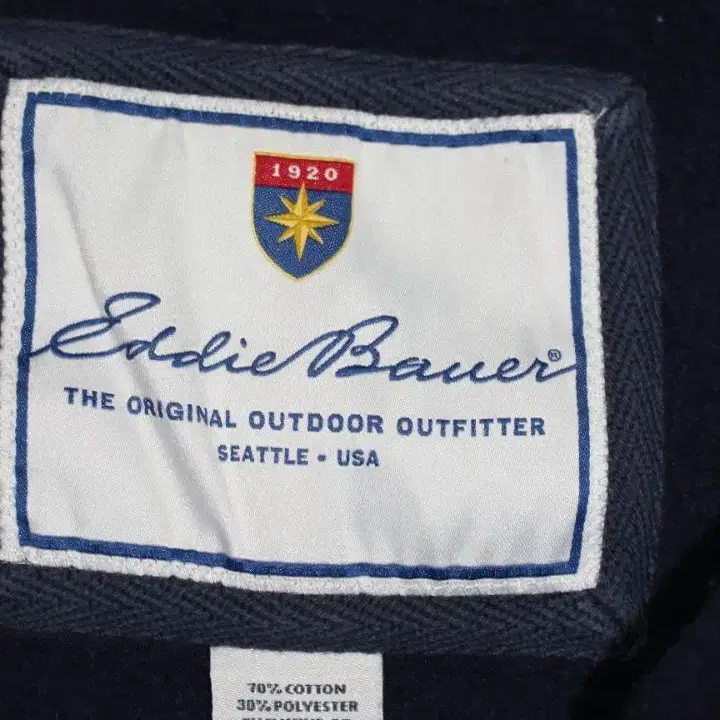 1920
Eddie Bauer®
THE ORIGINAL OUTDOOR OUTFITTER
SEATTLE • USA
70% COTTON
30% POLYESTER